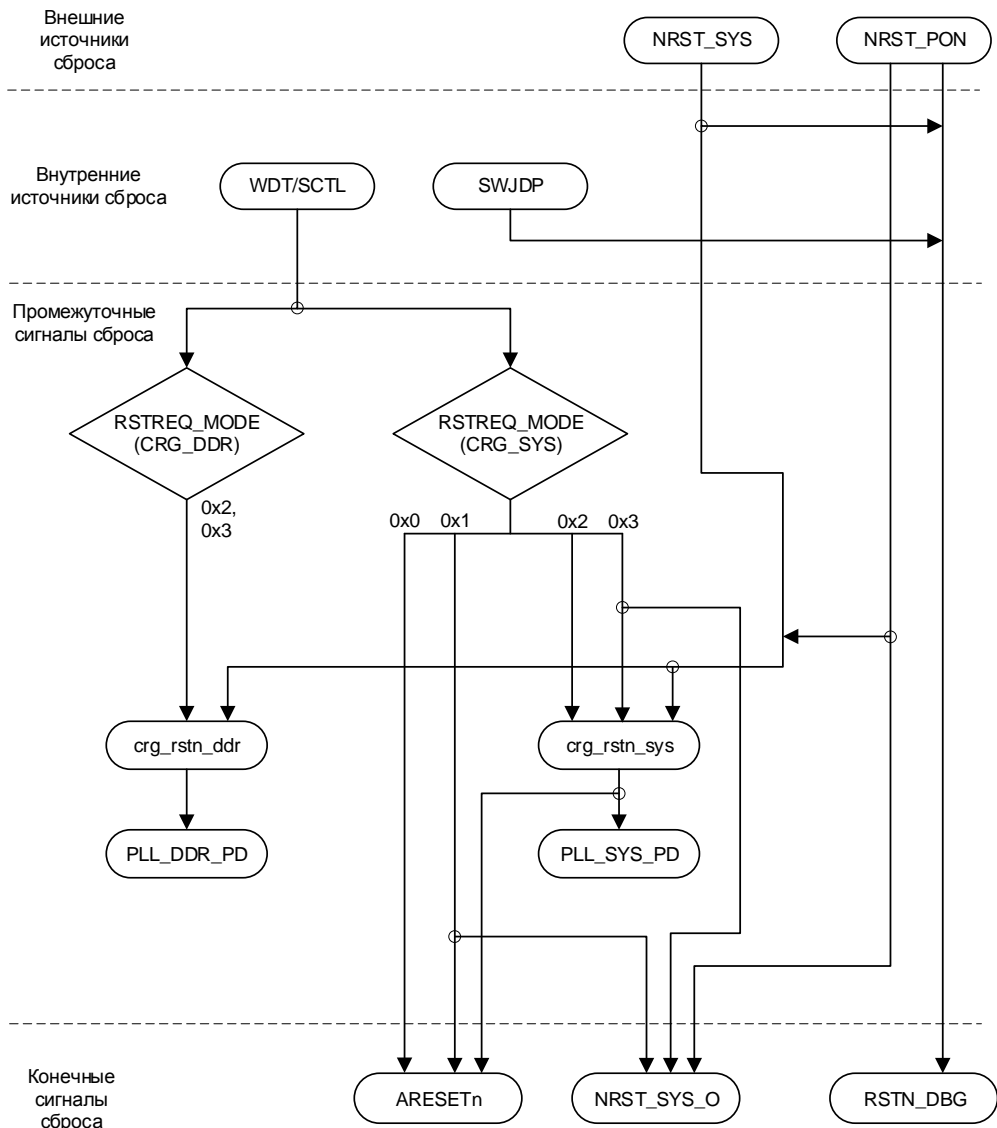 Внешние
источники
сброса
NRST_SYS
NRST_PON
Внутренние
источники сброса
WDT/SCTL
SWJDP
Промежуточные
сигналы сброса
RSTREQ_MODE
(CRG_DDR)
RSTREQ_MODE
(CRG_SYS)
0x2,
0x3
0x0
0x1
0x2
0x3
crg_rstn_ddr
crg_rstn_sys
PLL_DDR_PD
PLL_SYS_PD
Конечные
сигналы
сброса
ARESETn
NRST_SYS_O
RSTN_DBG